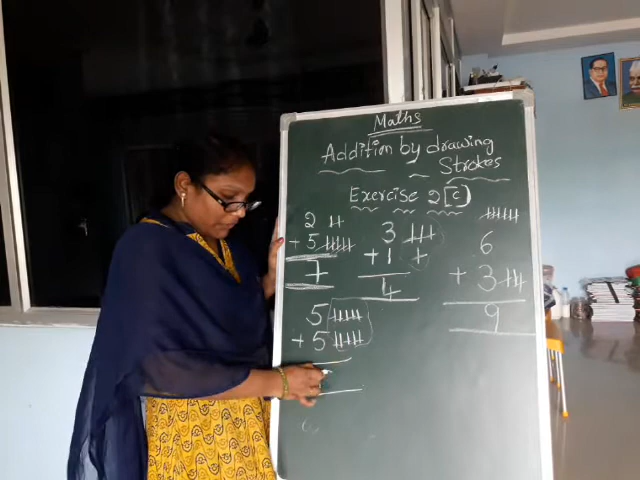 Maths
Addition by drawing
Strokes
Exercise 2(c)
2
+ 5
7
3
+ 1
4
6
+ 3
9
5
+ 5